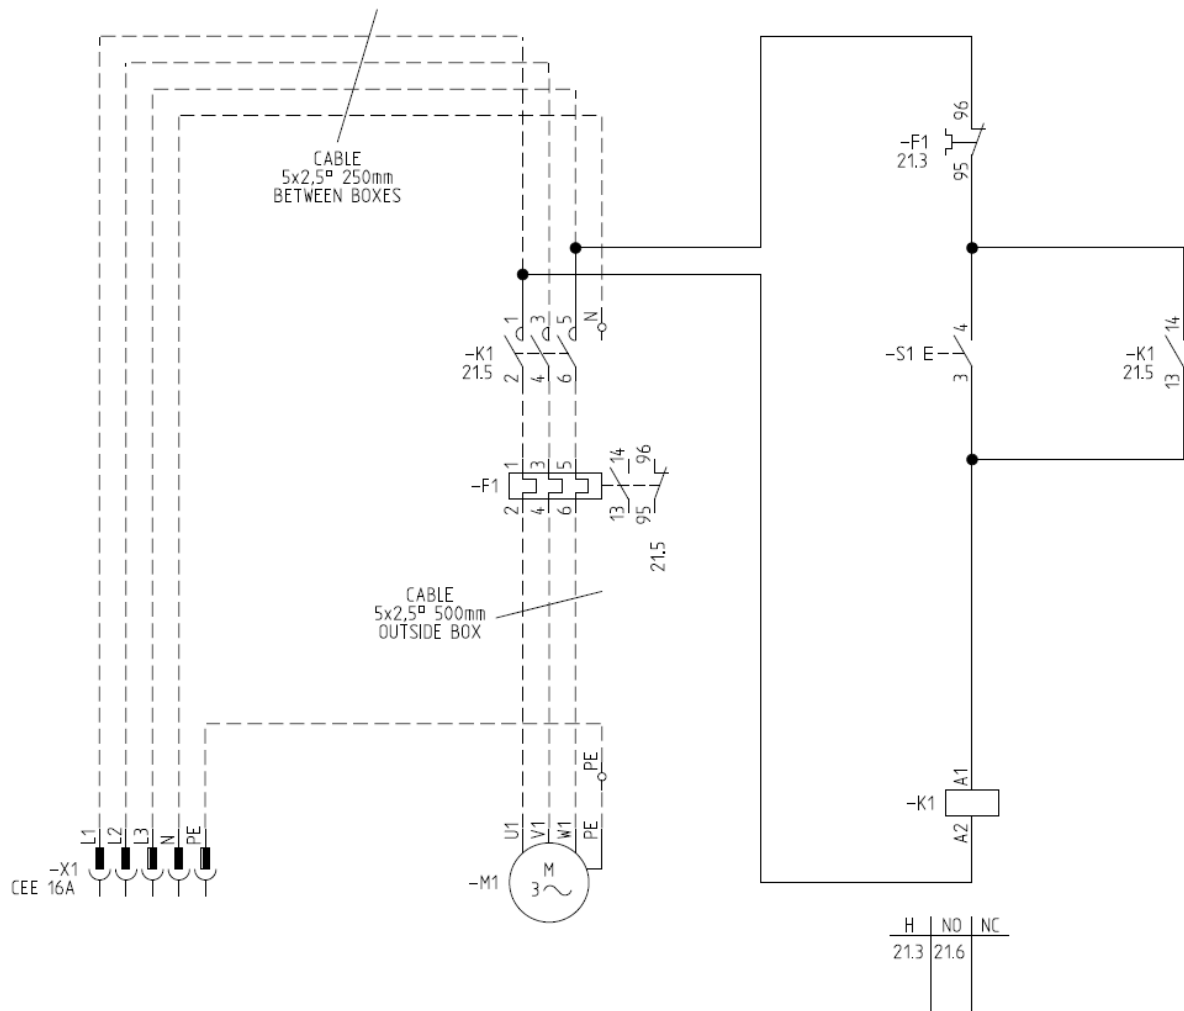 CABLE
5x2,5¤ 250mm
BETWEEN BOXES
96
-F1
21.3
95
1
3
5
N
-K1
21.5
2
4
6
4
-S1 E
3
14
-K1
21.5
13
1
3
5
14
96
-F1
2
4
6
13
95
21.5
CABLE
5x2,5¤ 500mm
OUTSIDE BOX
PE
A1
-K1
A2
L1
L2
L3
N
PE
-X1
CEE 16A
U1
V1
W1
PE
-M1
M
3~
H NO NC
21.3 21.6